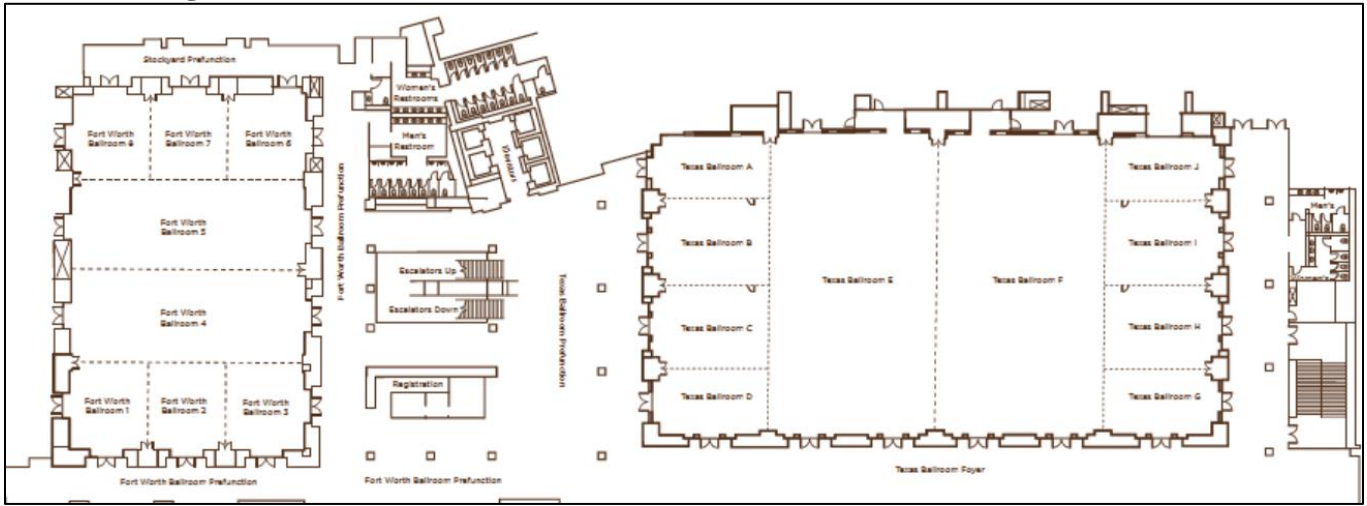 Stockyard Prefunction
Women's
Restrooms
Men's
Restroom
Elevators
Fort Worth
Ballroom 8
Fort Worth
Ballroom 7
Fort Worth
Ballroom 6
Fort Worth
Ballroom 5
Fort Worth
Ballroom 4
Fort Worth
Ballroom 1
Fort Worth
Ballroom 2
Fort Worth
Ballroom 3
Fort Worth Ballroom Prefunction
Fort Worth Ballroom Prefunction
Escalators Up
Escalators Down
Registration
Fort Worth Ballroom Prefunction
Texas Ballroom Prefunction
Texas Ballroom A
Texas Ballroom B
Texas Ballroom C
Texas Ballroom D
Texas Ballroom E
Texas Ballroom F
Texas Ballroom J
Texas Ballroom I
Texas Ballroom H
Texas Ballroom G
Texas Ballroom Foyer
Men's
Women's